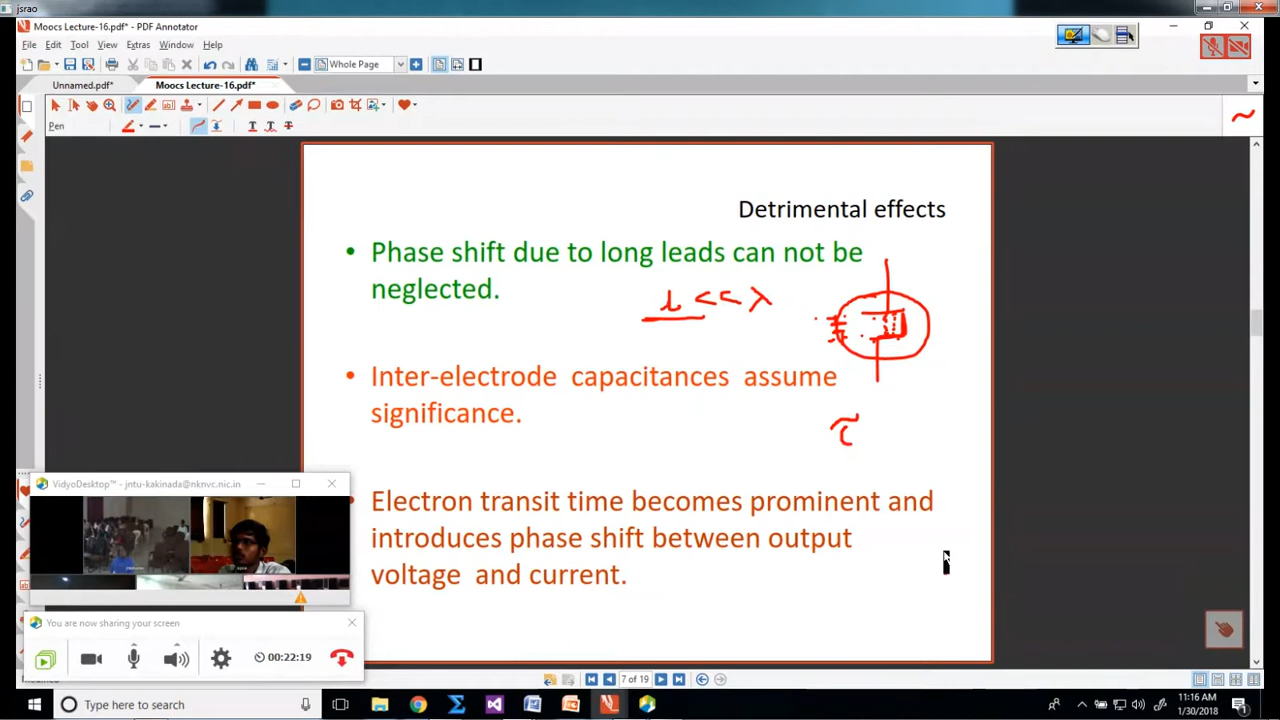 jsrao
Moocs Lecture-16.pdf* - PDF Annotator
File Edit Tool View Extras Window Help
Whole Page
Unnamed.pdf* Moocs Lecture-16.pdf*
Pen
Detrimental effects
• Phase shift due to long leads can not be
neglected.
l << λ
• Inter-electrode capacitances assume
significance.
τ
VidyoDesktop™ - jntu-kakinada@nknvc.nic.in
• Electron transit time becomes prominent and
introduces phase shift between output
voltage and current.
You are now sharing your screen
00:22:19
7 of 19
Type here to search
11:16 AM
1/30/2018